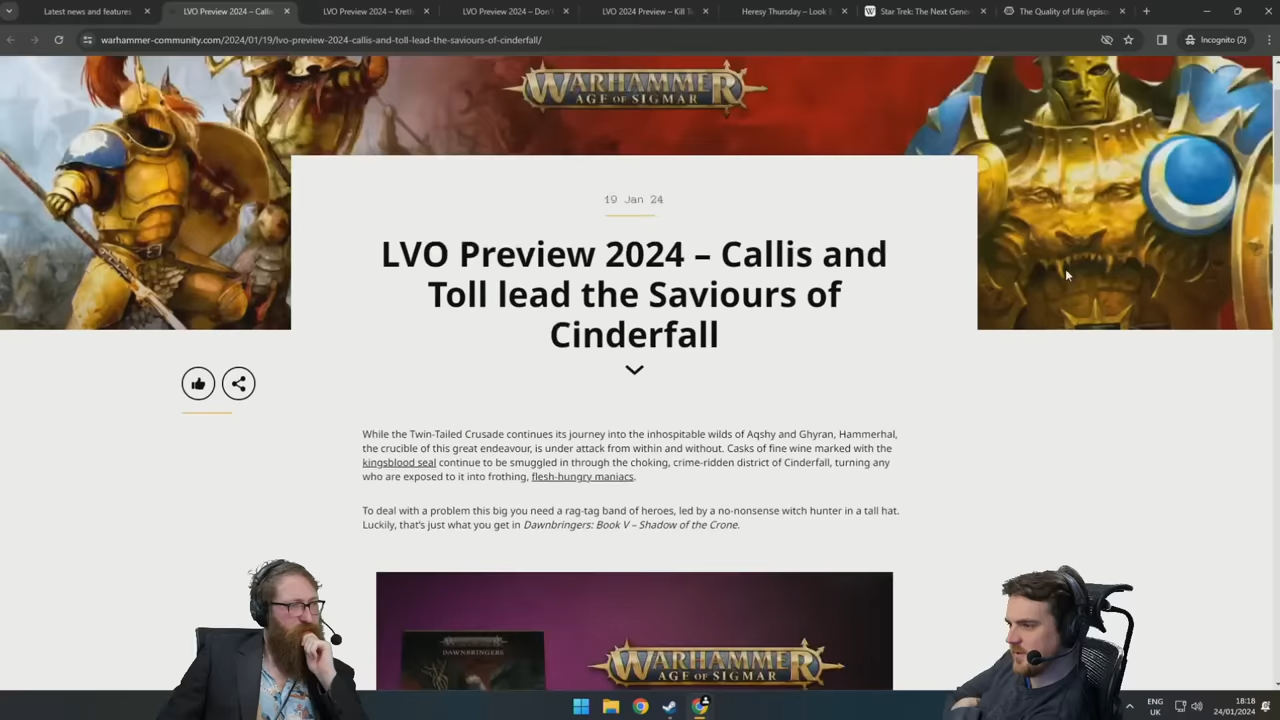 Latest news and features
LVO Preview 2024 – Callis
LVO Preview 2024 – Kreth
LVO Preview 2024 – Don'
LVO 2024 Preview – Kill T
Heresy Thursday – Look
Star Trek: The Next Gene
The Quality of Life (epis
warhammer-community.com/2024/01/19/lvo-preview-2024-callis-and-toll-lead-the-saviours-of-cinderfall/
Incognito (2)
WARHAMMER
AGE OF SIGMAR
19 Jan 24
LVO Preview 2024 – Callis and
Toll lead the Saviours of
Cinderfall
While the Twin-Tailed Crusade continues its journey into the inhospitable wilds of Aqshy and Ghyran, Hammerhal,
the crucible of this great endeavour, is under attack from within and without. Casks of fine wine marked with the
kingsblood seal continue to be smuggled in through the choking, crime-ridden district of Cinderfall, turning any
who are exposed to it into frothing, flesh-hungry maniacs.
To deal with a problem this big you need a rag-tag band of heroes, led by a no-nonsense witch hunter in a tall hat.
Luckily, that's just what you get in Dawnbringers: Book V – Shadow of the Crone.
DAWNBRINGERS
WARHAMMER
AGE OF SIGMAR
ENG
UK
18:18
24/01/2024